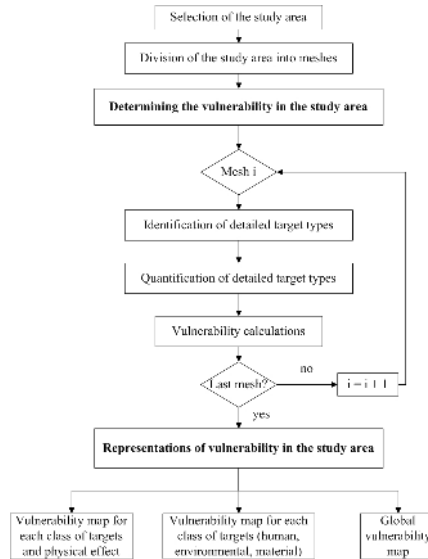 Selection of the study area
Division of the study area into meshes
Determining the vulnerability in the study area
Mesh i
Identification of detailed target types
Quantification of detailed target types
Vulnerability calculations
Last mesh?
no
i = i + 1
yes
Representations of vulnerability in the study area
Vulnerability map for
each class of targets
and physical effect
Vulnerability map for each
class of targets (human,
environmental, material)
Global
vulnerability
map